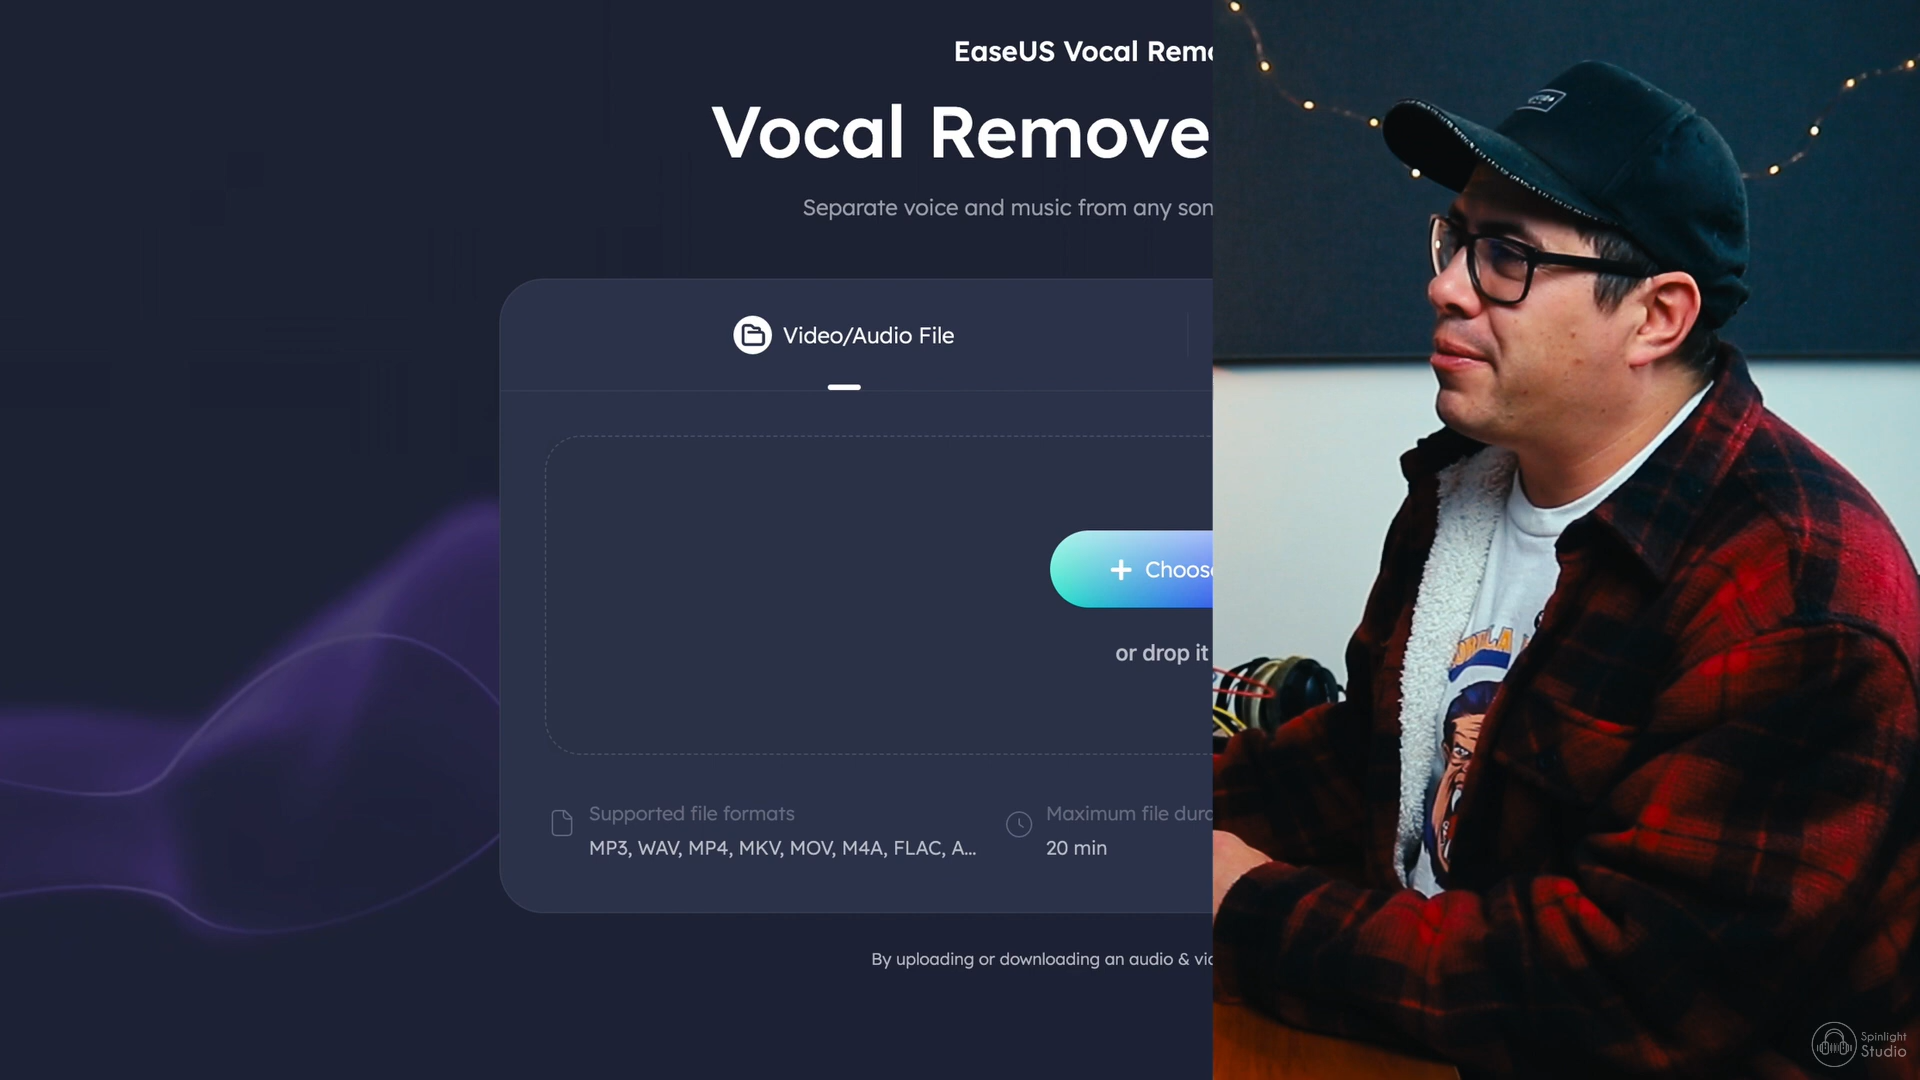 EaseUS Vocal Remo
Vocal Remove
Separate voice and music from any son
Video/Audio File
+ Choose
or drop it
Supported file formats
MP3, WAV, MP4, MKV, MOV, M4A, FLAC, A...
Maximum file dura
20 min
By uploading or downloading an audio & vid
Spinlight
Studio